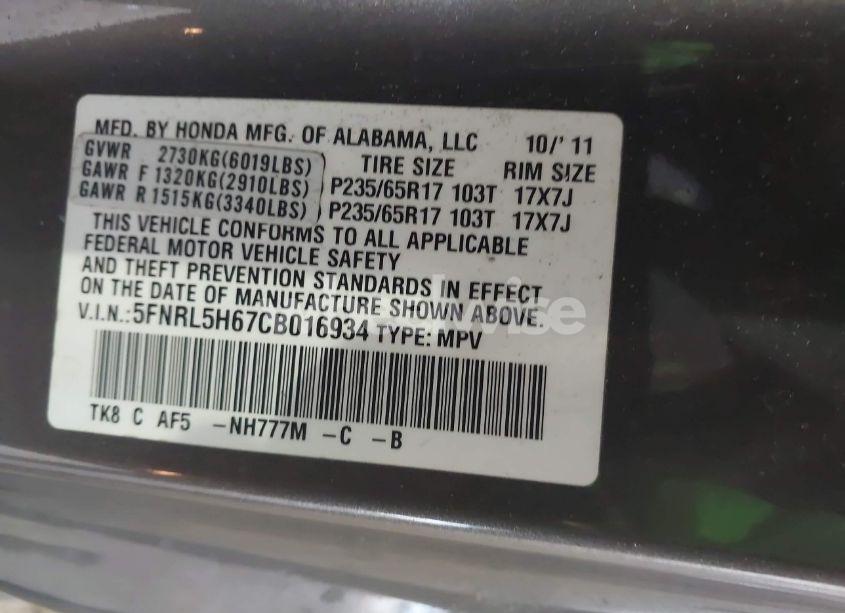 MFD. BY HONDA MFG. OF ALABAMA, LLC 10/' 11
GVWR 2730KG(6019LBS) TIRE SIZE RIM SIZE
GAWR F 1320KG(2910LBS) P235/65R17 103T 17X7J
GAWR R 1515KG(3340LBS) ) P235/65R17 103T 17X7J
THIS VEHICLE CONFORMS TO ALL APPLICABLE
FEDERAL MOTOR VEHICLE SAFETY
AND THEFT PREVENTION STANDARDS IN EFFECT
ON THE DATE OF MANUFACTURE SHOWN ABOVE.
V.I.N.:5FNRL5H67CB016934 TYPE: MPV
TK8 C AF5 -NH777M -C -B